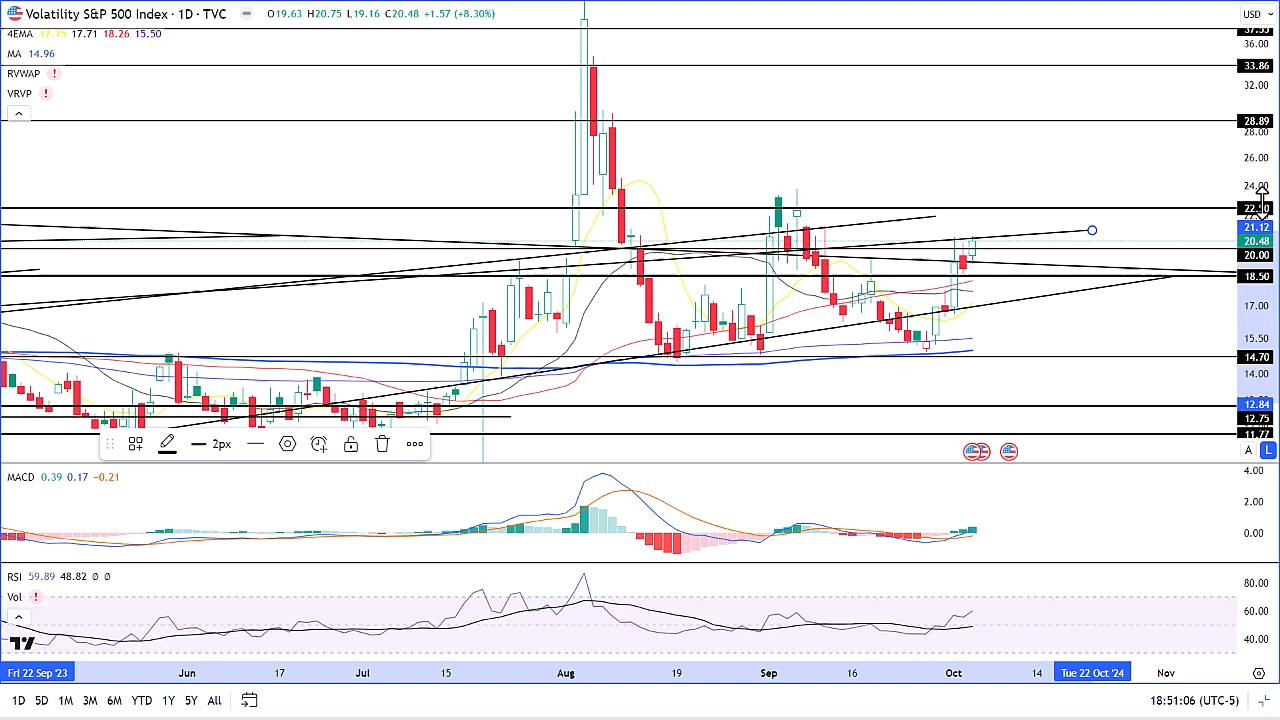 Volatility S&P 500 Index · 1D · TVC O19.63 H20.75 L19.16 C20.48 +1.57 (+8.30%) USD
4EMA 17.15 17.71 18.26 15.50
MA 14.96
RVWAP !
VRVP !
37.55
36.00
33.86
32.00
28.89
28.00
26.00
24.00
21.12
20.48
20.00
18.50
17.00
15.50
14.70
14.00
12.84
12.75
11.77
2px
A L
MACD 0.39 0.17 −0.21
4.00
2.00
0.00
RSI 59.89 48.82 ∅ ∅
Vol !
80.00
60.00
40.00
Fri 22 Sep '23 Jun 17 Jul 15 Aug 19 Sep 16 Oct 14 Tue 22 Oct '24 Nov
1D 5D 1M 3M 6M YTD 1Y 5Y All 18:51:06 (UTC-5)